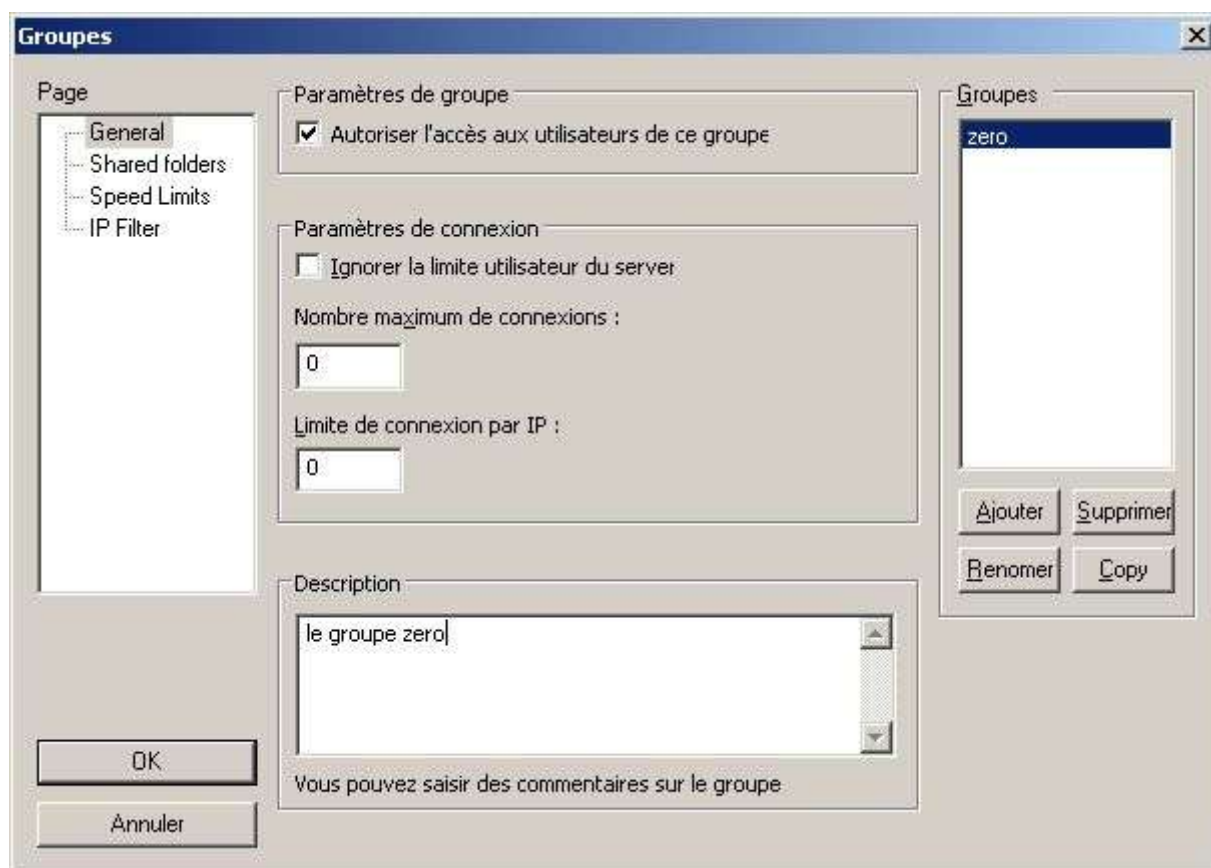 Groupes
Page
General
Shared folders
Speed Limits
IP Filter
OK
Annuler
Paramètres de groupe
Autoriser l'accès aux utilisateurs de ce groupe
Paramètres de connexion
Ignorer la limite utilisateur du server
Nombre maximum de connexions :
0
Limite de connexion par IP :
0
Description
le groupe zero
Vous pouvez saisir des commentaires sur le groupe
Groupes
zero
Ajouter Supprimer
Renomer Copy